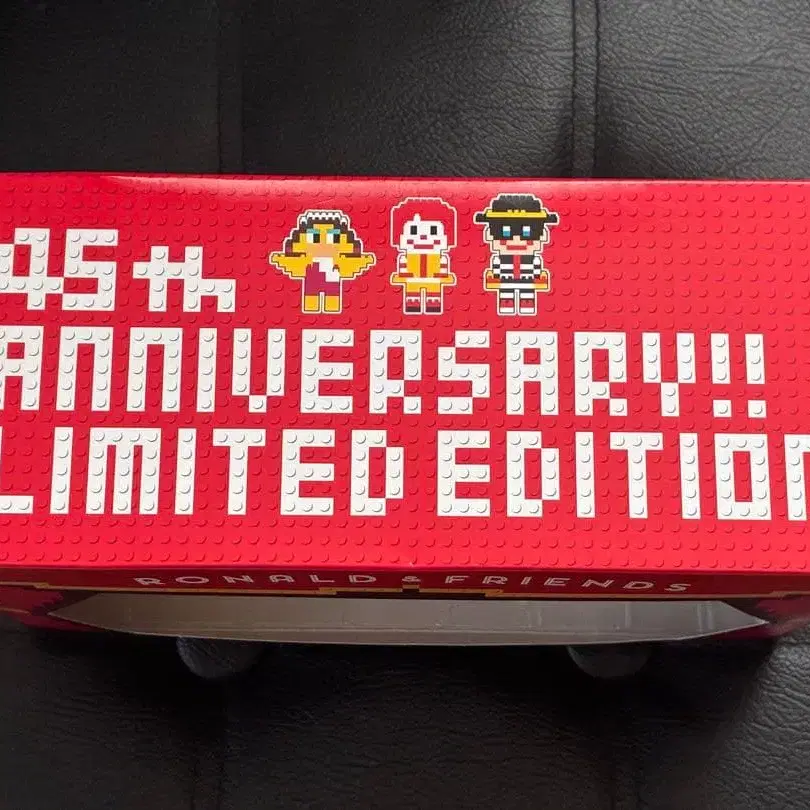 45th
ANNIVERSARY!!
LIMITED EDITION
RONALD & FRIENDS